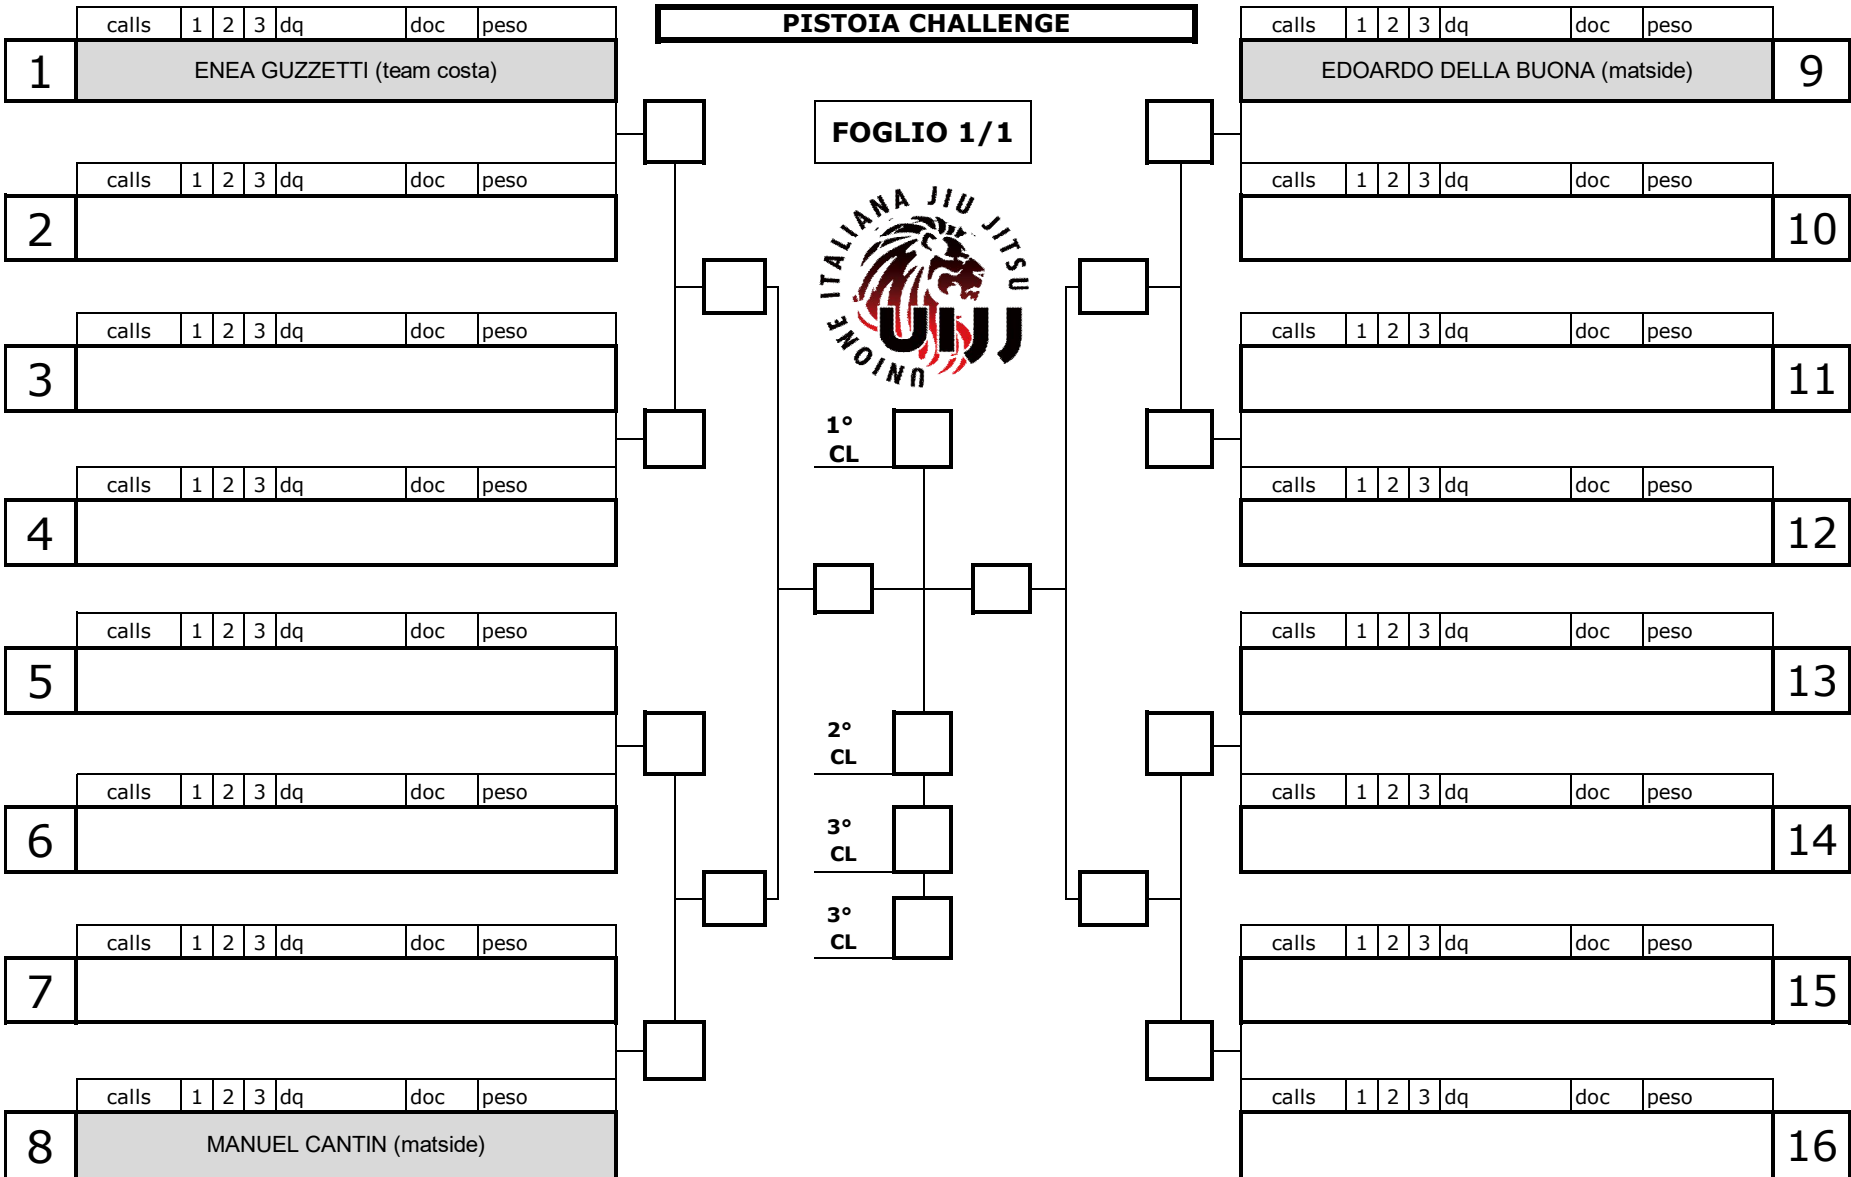 calls 1 2 3 dq doc peso
PISTOIA CHALLENGE
calls 1 2 3 dq doc peso
1 ENEA GUZZETTI (team costa)
EDOARDO DELLA BUONA (matside) 9
FOGLIO 1/1
calls 1 2 3 dq doc peso
calls 1 2 3 dq doc peso
2
10
UNIONE ITALIANA JIU JITSU
UIJJ
calls 1 2 3 dq doc peso
calls 1 2 3 dq doc peso
3
11
1°
CL
calls 1 2 3 dq doc peso
calls 1 2 3 dq doc peso
4
12
calls 1 2 3 dq doc peso
calls 1 2 3 dq doc peso
5
13
2°
CL
calls 1 2 3 dq doc peso
calls 1 2 3 dq doc peso
6
14
3°
CL
3°
CL
calls 1 2 3 dq doc peso
calls 1 2 3 dq doc peso
7
15
calls 1 2 3 dq doc peso
calls 1 2 3 dq doc peso
8 MANUEL CANTIN (matside)
16